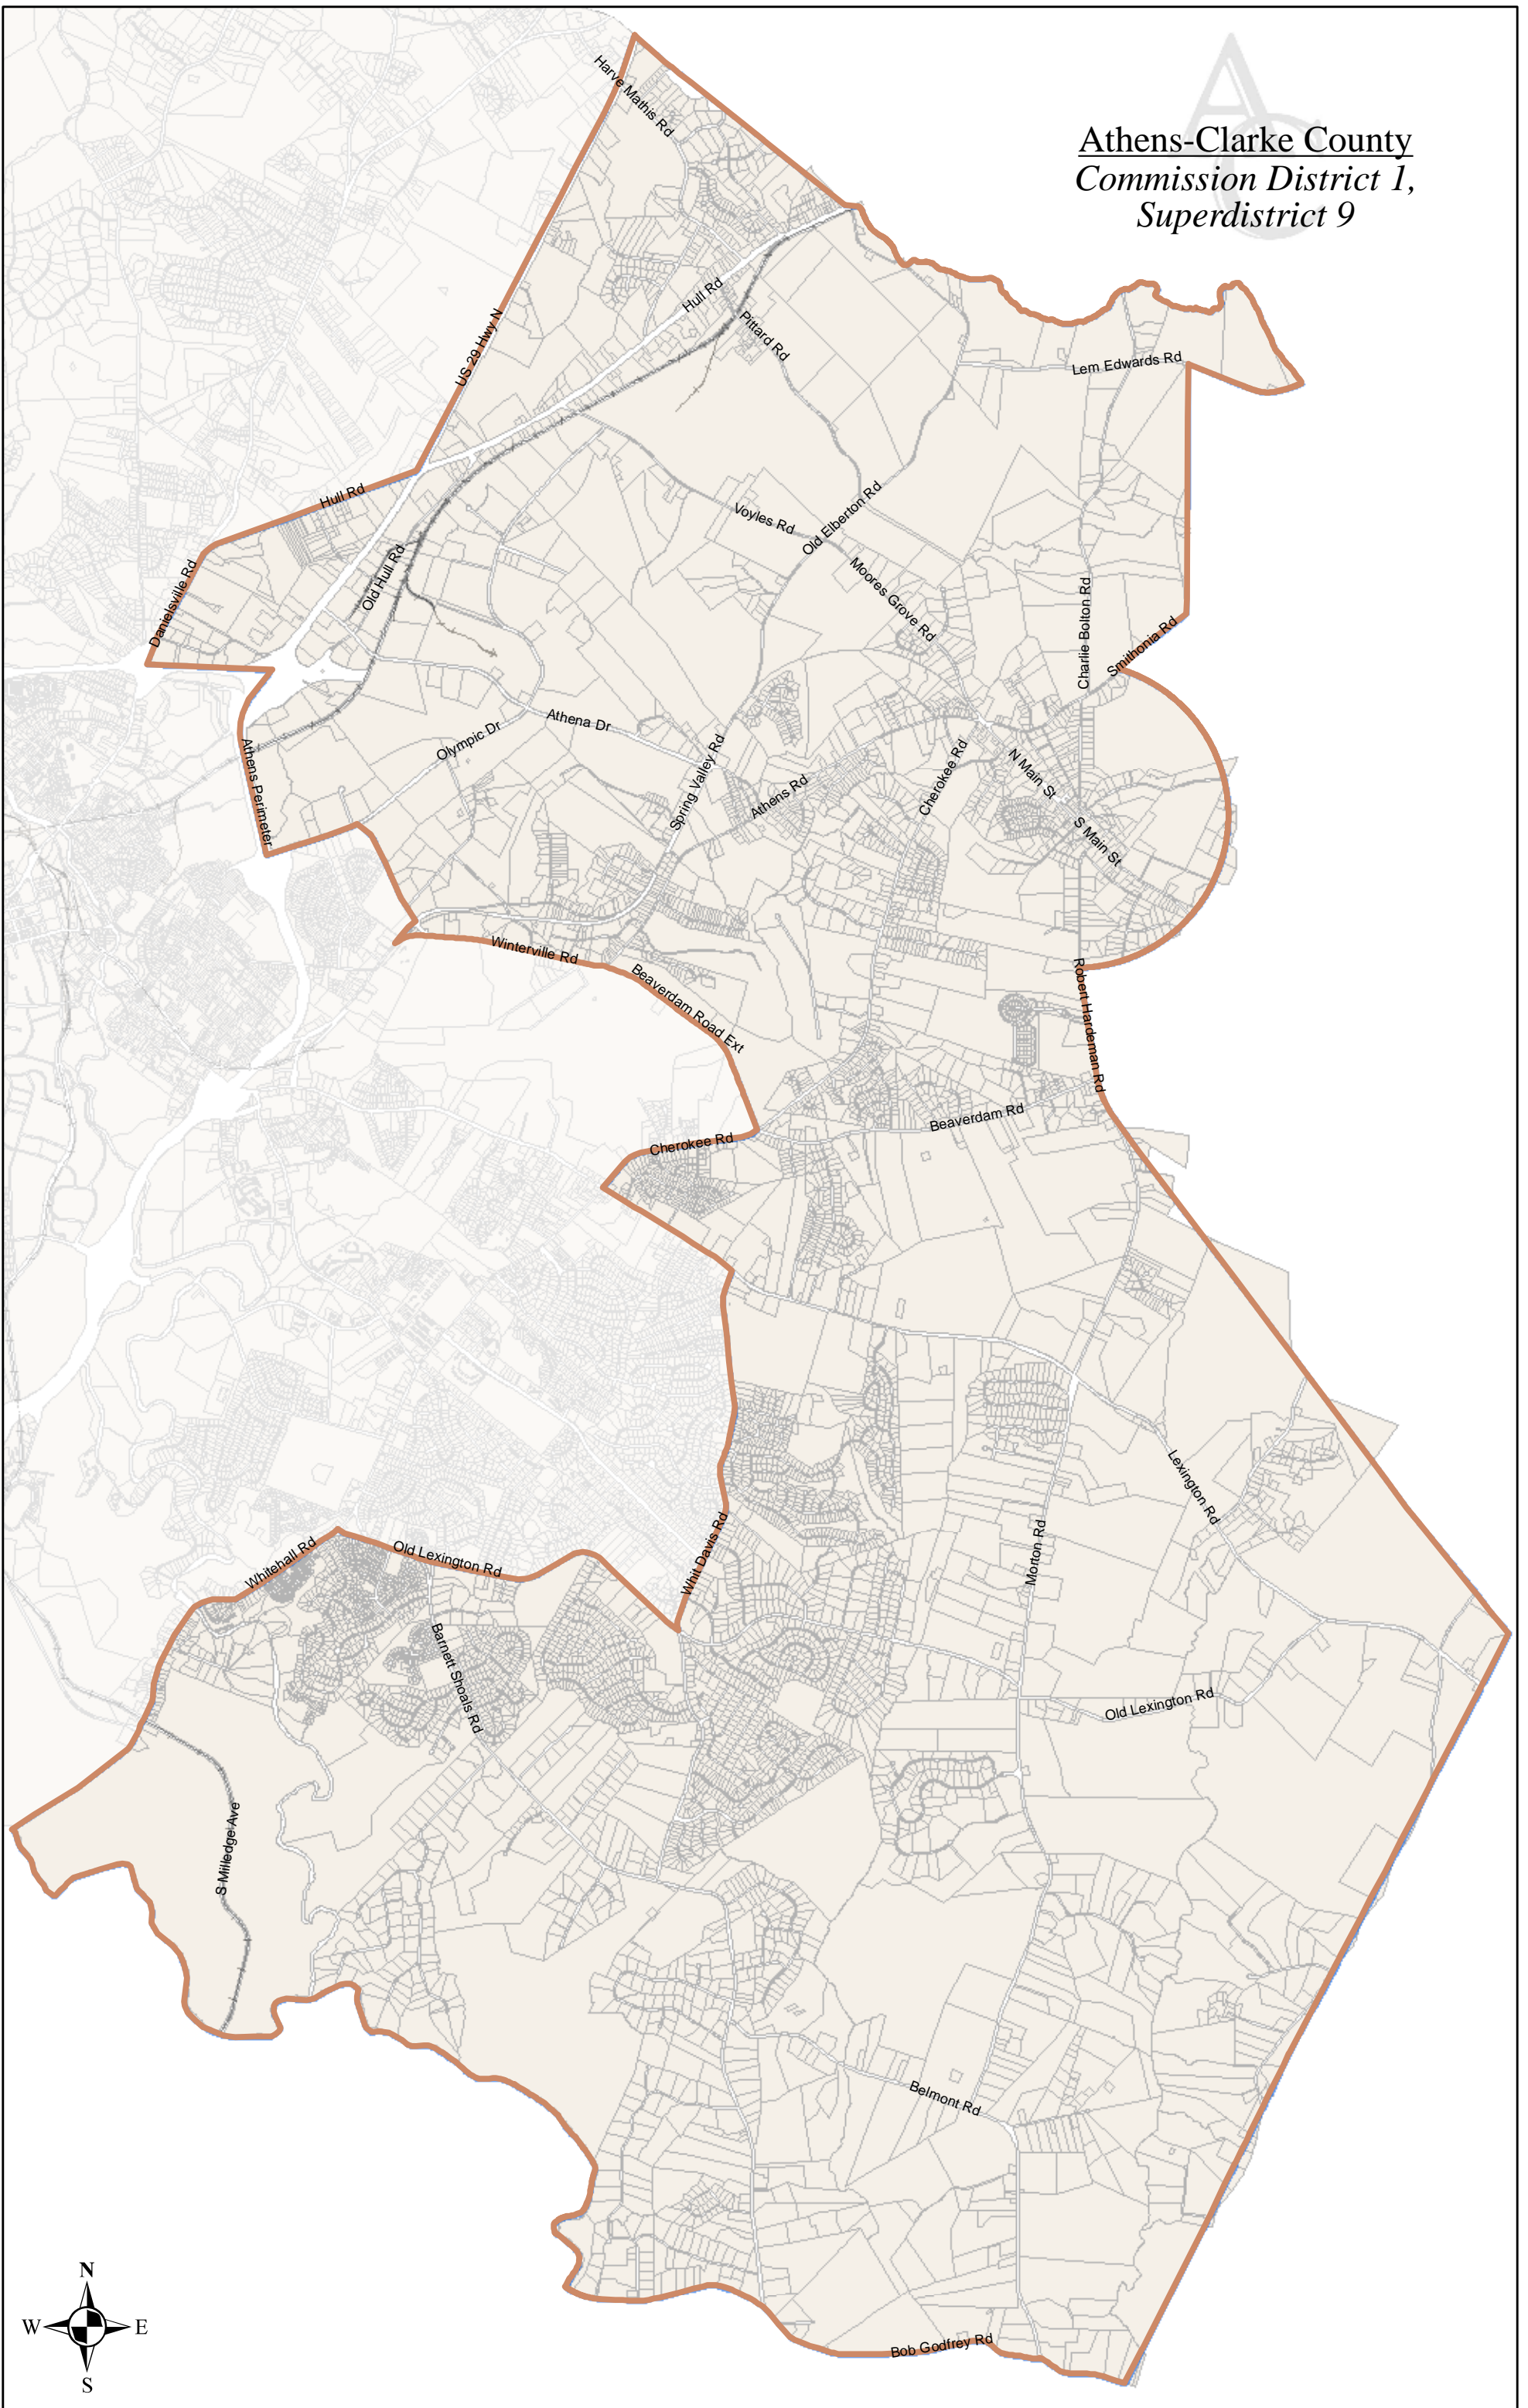 Athens-Clarke County
Commission District 1,
Superdistrict 9
Harve Mathis Rd
Hull Rd
US 29 Hwy N
Pittard Rd
Lem Edwards Rd
Hull Rd
Voyles Rd
Old Elberton Rd
Old Hull Rd
Danielsville Rd
Moores Grove Rd
Charlie Bolton Rd
Smithonia Rd
Athena Dr
Olympic Dr
Athens Perimeter
Spring Valley Rd
Athens Rd
Cherokee Rd
N Main St
S Main St
Winterville Rd
Beaverdam Road Ext
Robert Hardeman Rd
Beaverdam Rd
Cherokee Rd
Lexington Rd
Morton Rd
Whit Davis Rd
Whitehall Rd
Old Lexington Rd
Barnett Shoals Rd
Old Lexington Rd
S Milledge Ave
Belmont Rd
Bob Godfrey Rd
N
W
E
S
AC